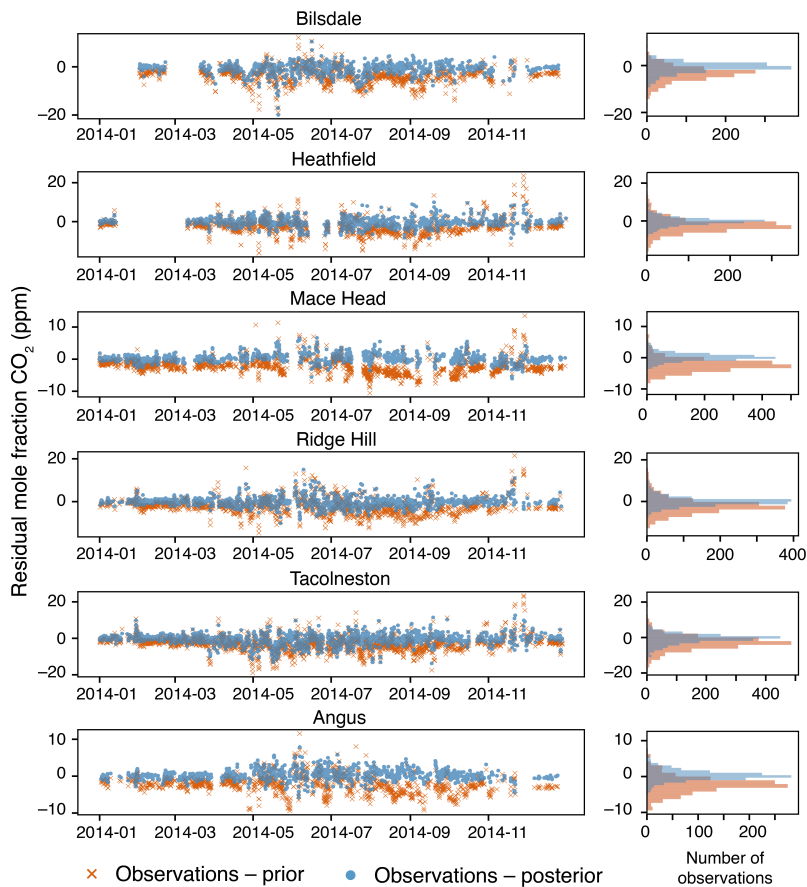 Bilsdale
0
−20
2014-01 2014-03 2014-05 2014-07 2014-09 2014-11
0
−20
0 200
Heathfield
20
0
2014-01 2014-03 2014-05 2014-07 2014-09 2014-11
20
0
0 200
Mace Head
10
0
−10
2014-01 2014-03 2014-05 2014-07 2014-09 2014-11
10
0
−10
0 200 400
Ridge Hill
20
0
2014-01 2014-03 2014-05 2014-07 2014-09 2014-11
20
0
0 200 400
Tacolneston
20
0
−20
2014-01 2014-03 2014-05 2014-07 2014-09 2014-11
20
0
−20
0 200 400
Angus
10
0
−10
2014-01 2014-03 2014-05 2014-07 2014-09 2014-11
10
0
−10
0 100 200
Residual mole fraction CO2 (ppm)
Number of
observations
Observations – prior
Observations – posterior